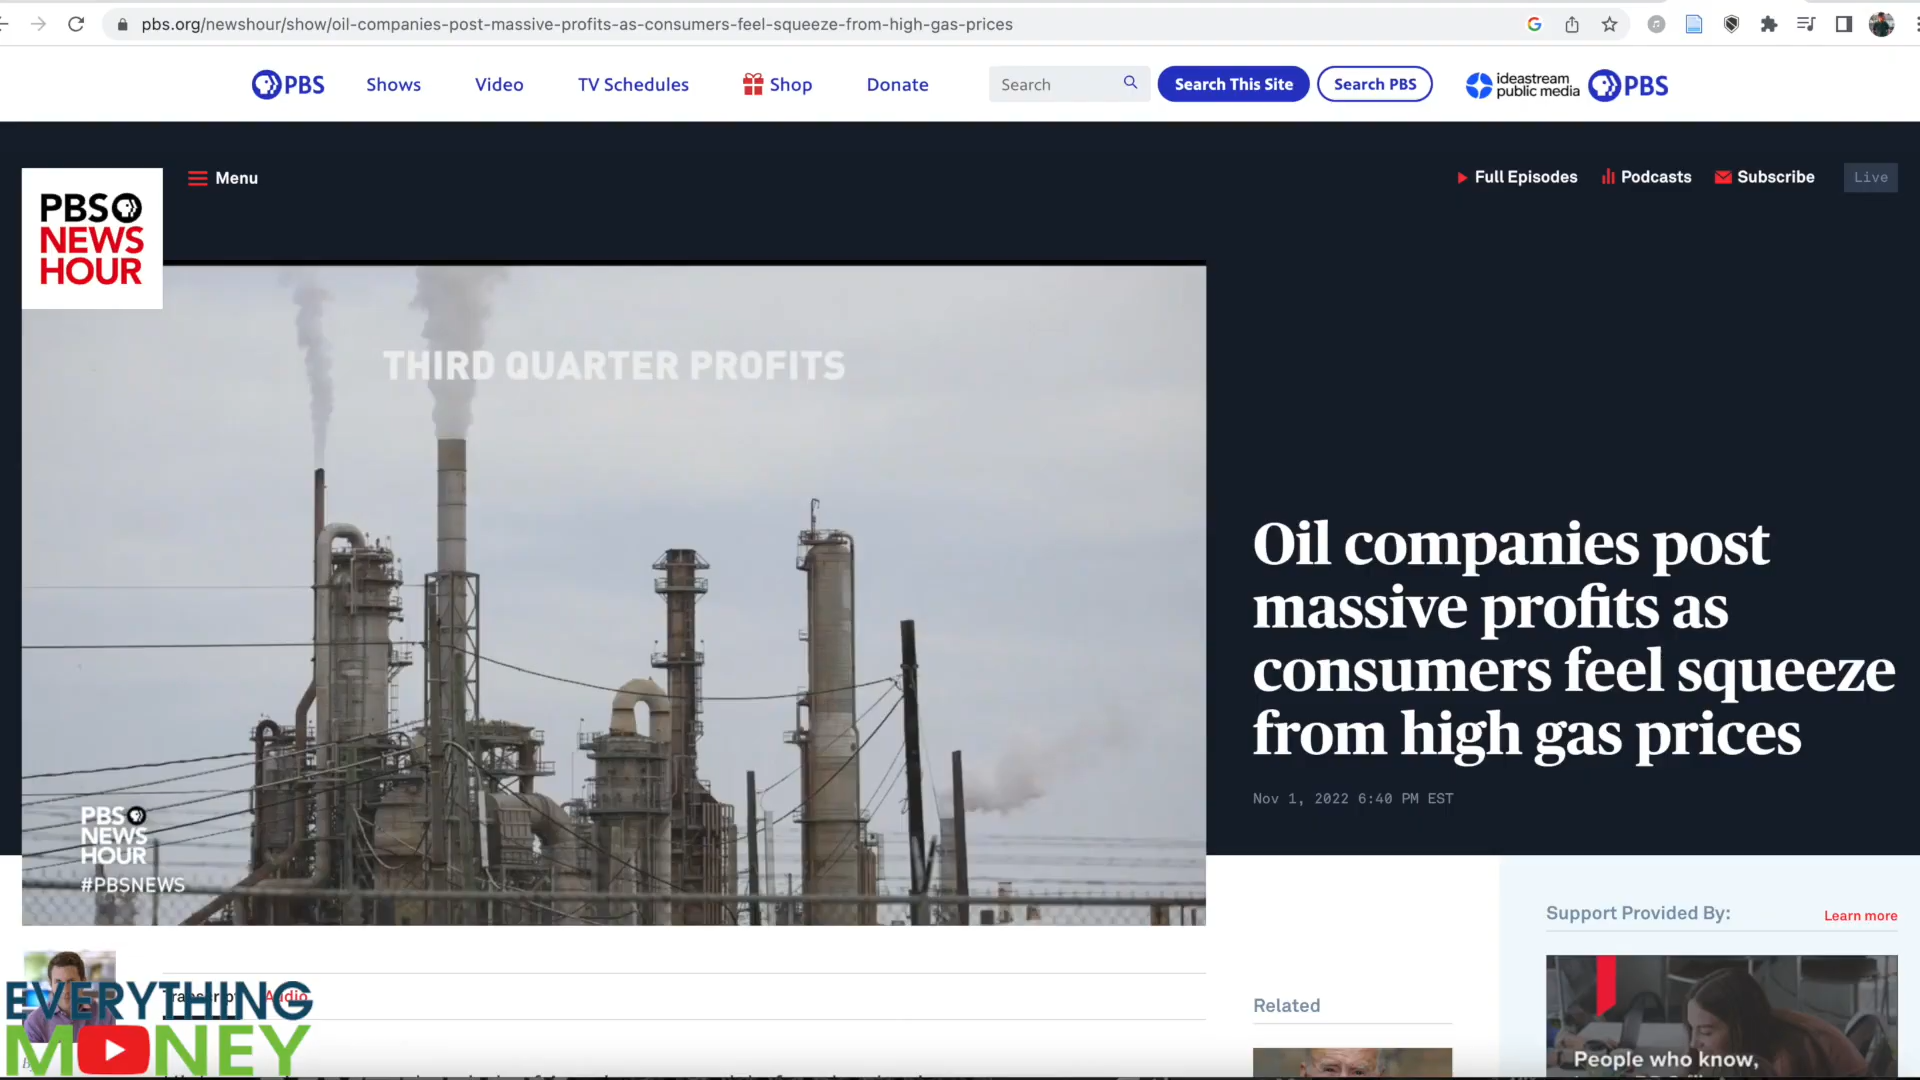 pbs.org/newshour/show/oil-companies-post-massive-profits-as-consumers-feel-squeeze-from-high-gas-prices
PBS
Shows
Video
TV Schedules
Shop
Donate
Search
Search This Site
Search PBS
ideastream
public media
PBS
PBS
NEWS
HOUR
Menu
Full Episodes
Podcasts
Subscribe
Live
THIRD QUARTER PROFITS
Oil companies post
massive profits as
consumers feel squeeze
from high gas prices
Nov 1, 2022 6:40 PM EST
PBS
NEWS
HOUR
#PBSNEWS
Support Provided By:
Learn more
Transcript
Audio
EVERYTHING
MONEY
Related
People who know,